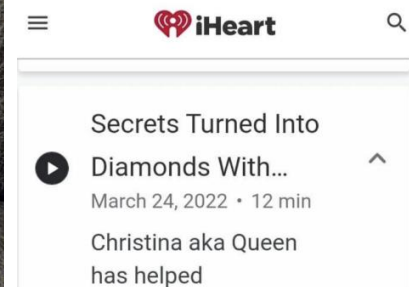 iHeart
Secrets Turned Into
Diamonds With...
March 24, 2022 • 12 min
Christina aka Queen
has helped